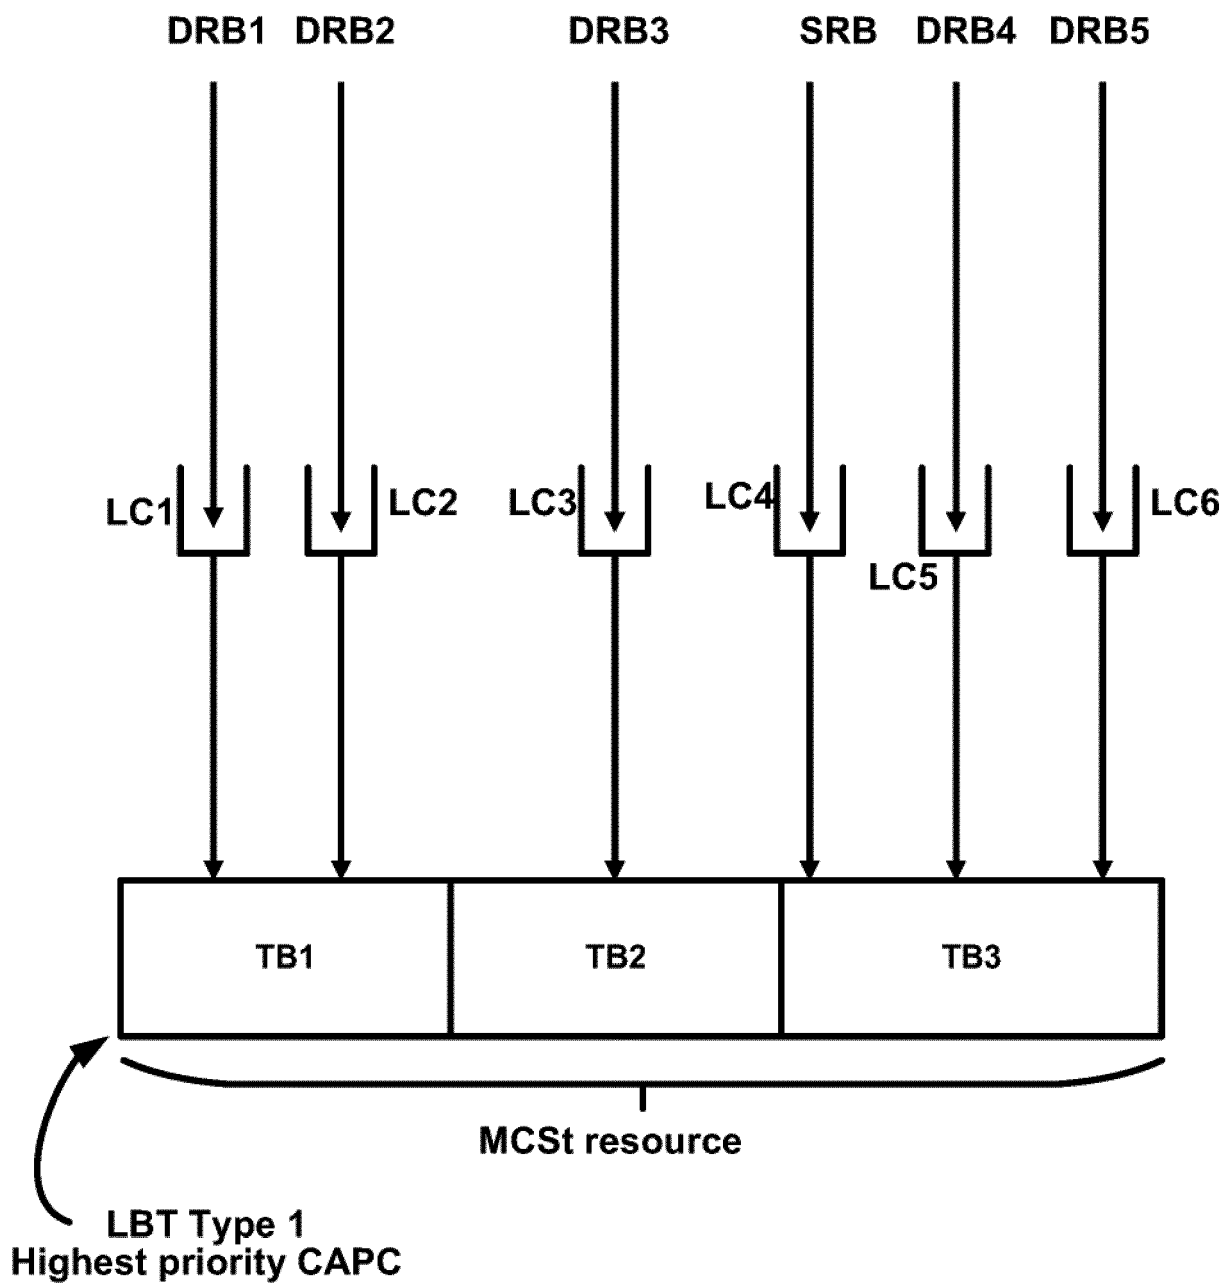 DRB1 DRB2 DRB3 SRB DRB4 DRB5
LC1 LC2 LC3 LC4 LC5 LC6
TB1 TB2 TB3
MCSt resource
LBT Type 1
Highest priority CAPC